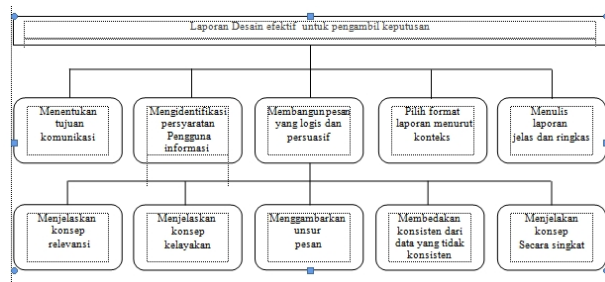 Laporan Desain efektif untuk pengambil keputusan
Menentukan
tujuan
komunikasi
Mengidentifikasi
persyaratan
Pengguna
informasi
Membangun pesan
yang logis dan
persuasif
Pilih format
laporan menurut
konteks
Menulis
laporan
jelas dan ringkas
Menjelaskan
konsep
relevansi
Menjelaskan
konsep
kelayakan
Menggambarkan
unsur
pesan
Membedakan
konsisten dari
data yang tidak
konsisten
Menjelakan
konsep
Secara singkat